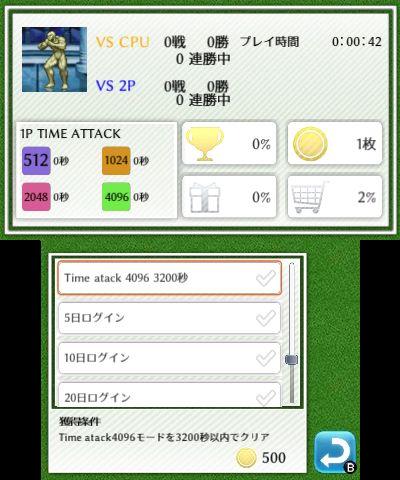 VS CPU 0戦 0勝 プレイ時間 0:00:42
0 連勝中
VS 2P 0戦 0勝
0 連勝中
1P TIME ATTACK
512 0秒 1024 0秒
2048 0秒 4096 0秒
0% 1枚
0% 2%
Time atack 4096 3200秒
5日ログイン
10日ログイン
20日ログイン
獲得条件
Time atack4096モードを3200秒以内でクリア
500
B